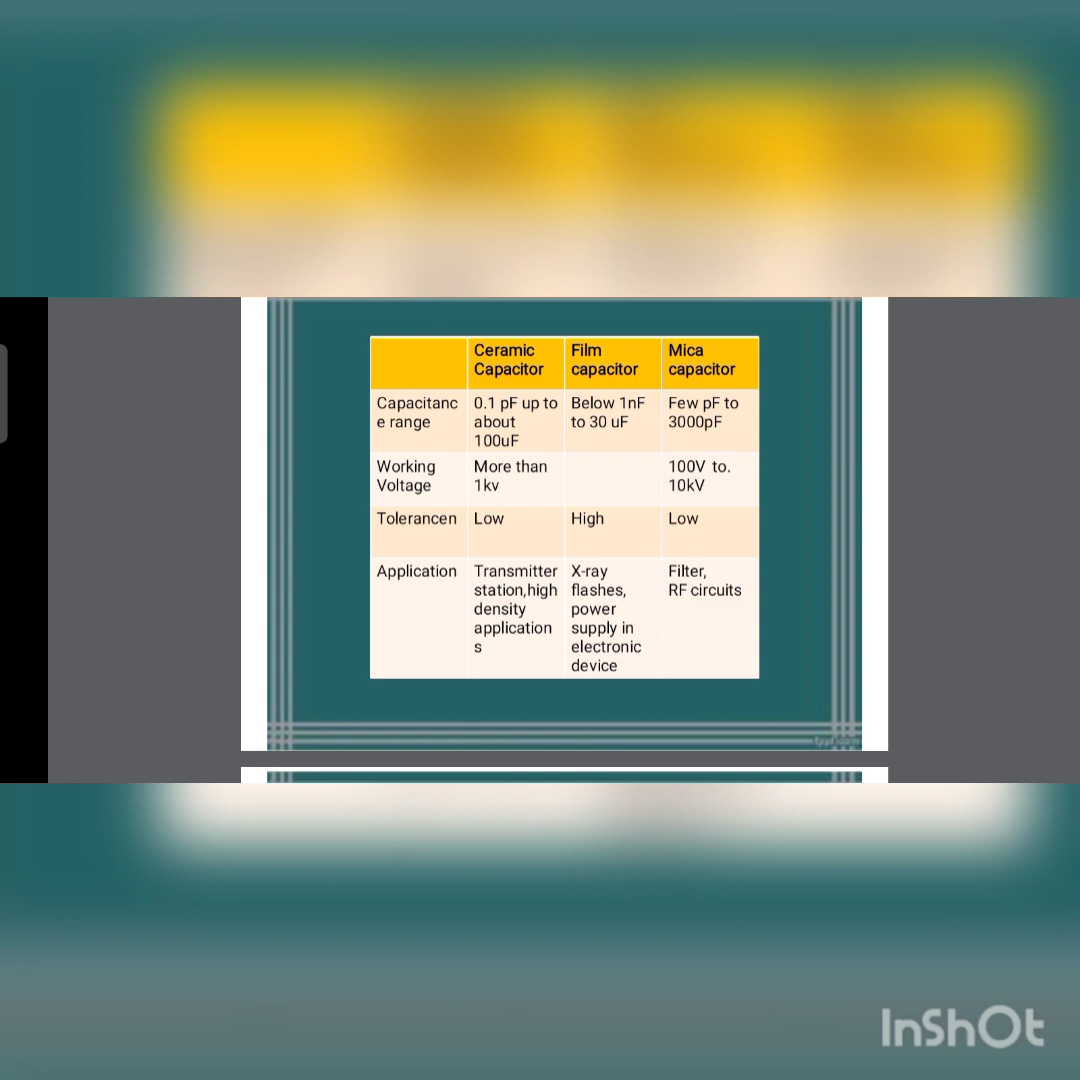 Ceramic Capacitor
Film capacitor
Mica capacitor
Capacitanc
e range
0.1 pF up to
about
100uF
Below 1nF
to 30 uF
Few pF to
3000pF
Working
Voltage
More than
1kv
100V to.
10kV
Tolerancen
Low
High
Low
Application
Transmitter
station,high
density
application
s
X-ray
flashes,
power
supply in
electronic
device
Filter,
RF circuits
InShOt